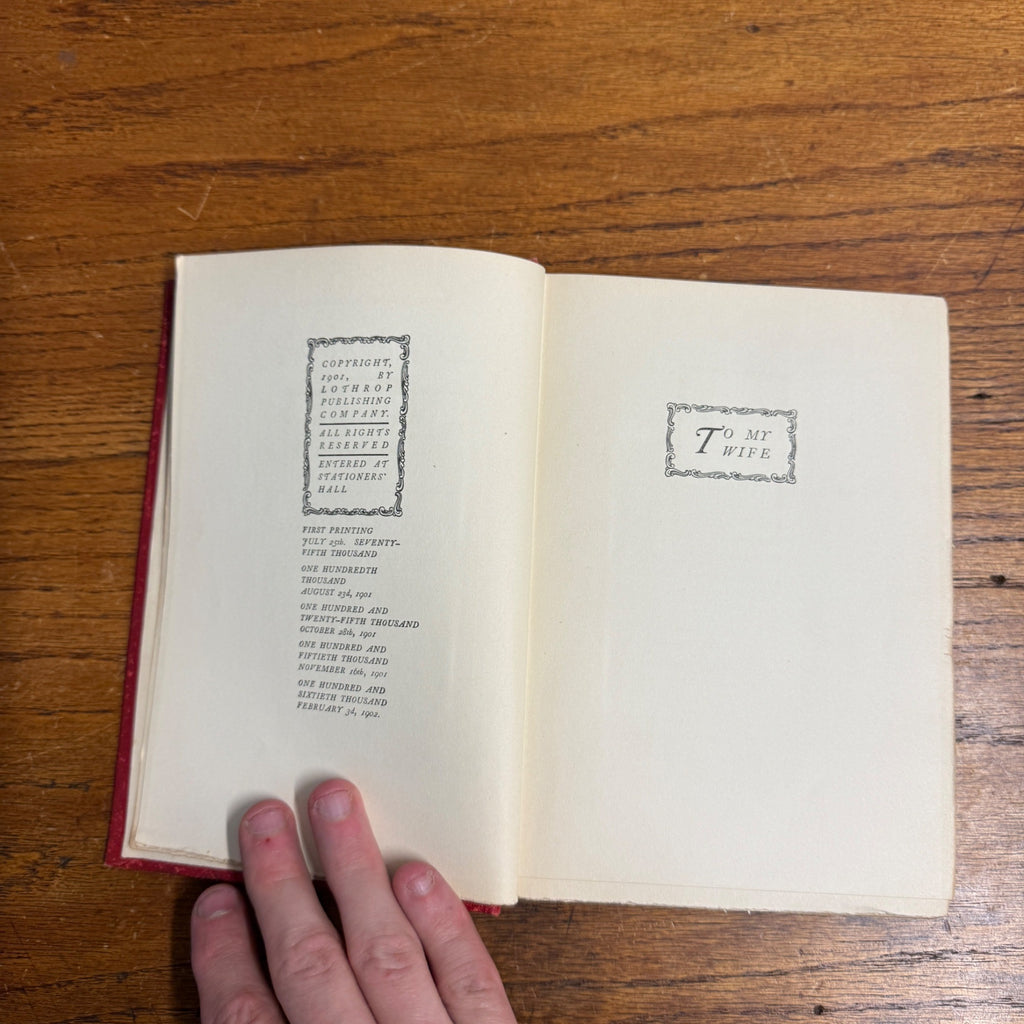 COPYRIGHT,
1901, BY
LOTHROP
PUBLISHING
COMPANY.
ALL RIGHTS
RESERVED
ENTERED AT
STATIONERS'
HALL
FIRST PRINTING
JULY 25th. SEVENTY-
FIFTH THOUSAND
ONE HUNDREDTH
THOUSAND
AUGUST 23d, 1901
ONE HUNDRED AND
TWENTY-FIFTH THOUSAND
OCTOBER 28th, 1901
ONE HUNDRED AND
FIFTIETH THOUSAND
NOVEMBER 16th, 1901
ONE HUNDRED AND
SIXTIETH THOUSAND
FEBRUARY 3d, 1902.
TO MY
WIFE